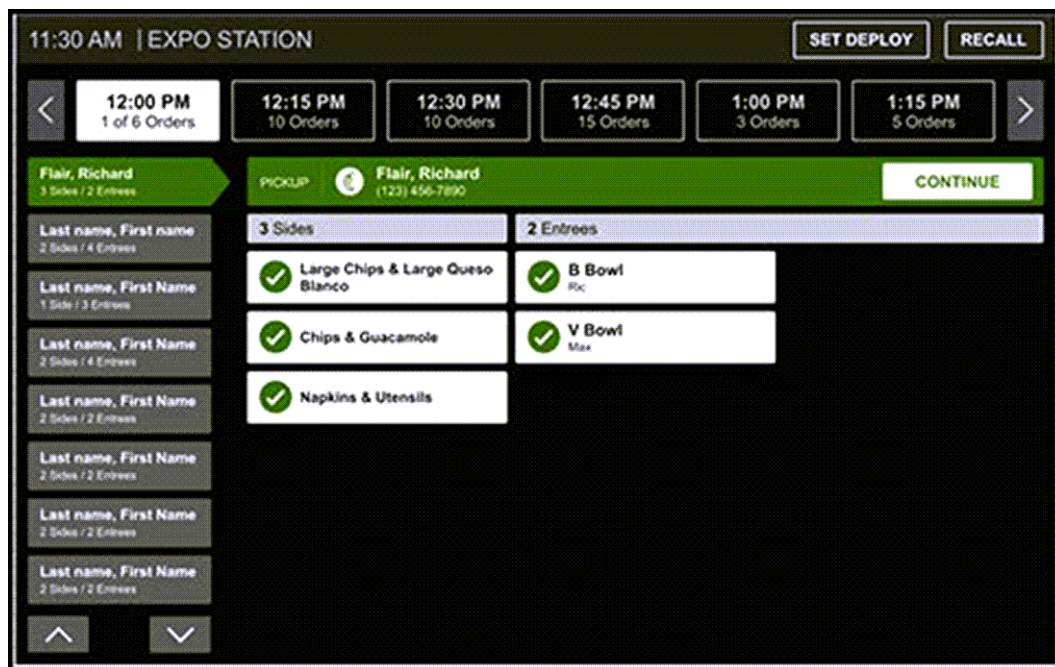 11:30 AM | EXPO STATION
SET DEPLOY
RECALL
12:00 PM
1 of 6 Orders
12:15 PM
10 Orders
12:30 PM
10 Orders
12:45 PM
15 Orders
1:00 PM
3 Orders
1:15 PM
5 Orders
Flair, Richard
3 Sides / 2 Entrees
Last name, First name
2 Sides / 4 Entrees
Last name, First Name
1 Side / 3 Entrees
Last name, First Name
2 Sides / 4 Entrees
Last name, First Name
2 Sides / 2 Entrees
Last name, First Name
2 Sides / 2 Entrees
Last name, First Name
2 Sides / 2 Entrees
Last name, First Name
2 Sides / 2 Entrees
PICKUP
Flair, Richard
(123) 456-7890
CONTINUE
3 Sides
Large Chips & Large Queso
Blanco
Chips & Guacamole
Napkins & Utensils
2 Entrees
B Bowl
Ric
V Bowl
Max